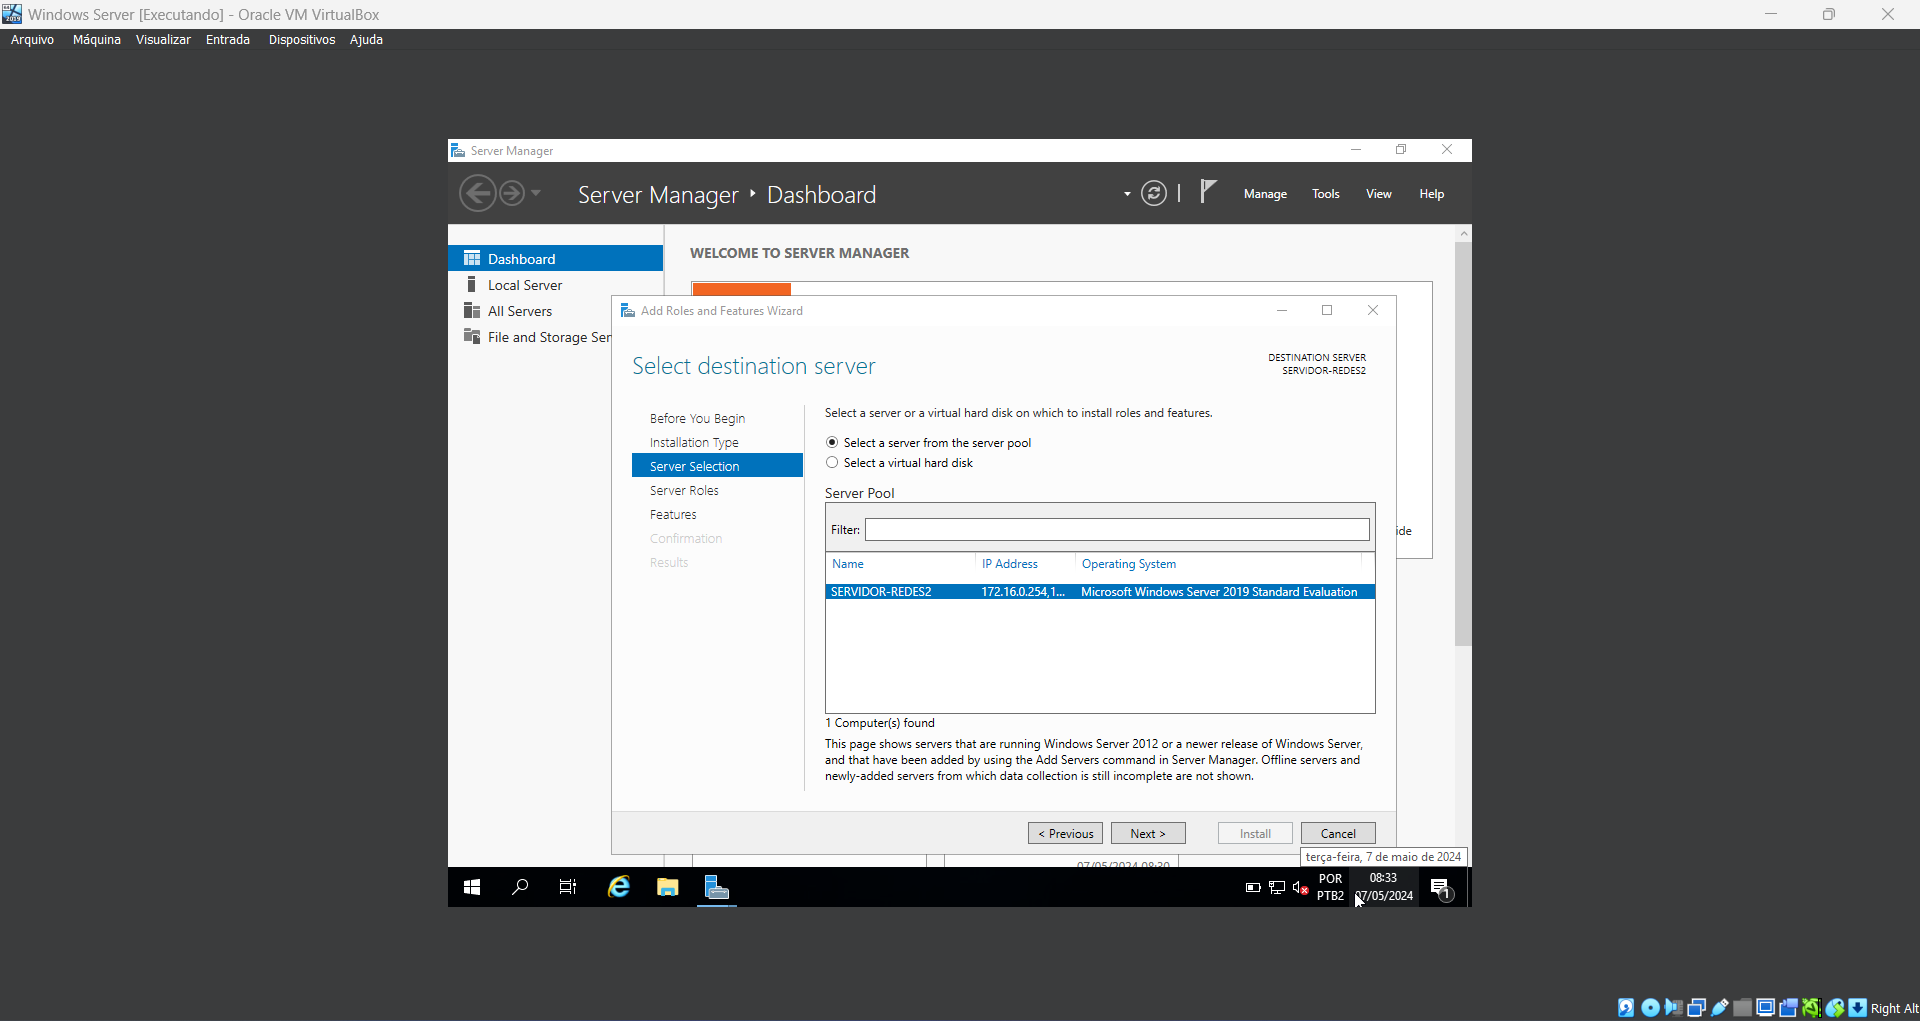 Windows Server [Executando] - Oracle VM VirtualBox
Arquivo Máquina Visualizar Entrada Dispositivos Ajuda
Server Manager
Server Manager Dashboard
Manage Tools View Help
Dashboard
Local Server
All Servers
File and Storage Ser
WELCOME TO SERVER MANAGER
Add Roles and Features Wizard
Select destination server
DESTINATION SERVER
SERVIDOR-REDES2
Before You Begin
Installation Type
Server Selection
Server Roles
Features
Confirmation
Results
Select a server or a virtual hard disk on which to install roles and features.
Select a server from the server pool
Select a virtual hard disk
Server Pool
Filter:
Name IP Address Operating System
SERVIDOR-REDES2 172.16.0.254,1... Microsoft Windows Server 2019 Standard Evaluation
1 Computer(s) found
This page shows servers that are running Windows Server 2012 or a newer release of Windows Server,
and that have been added by using the Add Servers command in Server Manager. Offline servers and
newly-added servers from which data collection is still incomplete are not shown.
ide
< Previous Next > Install Cancel
07/05/2024 08:30
terça-feira, 7 de maio de 2024
POR
PTB2
08:33
07/05/2024
1
Right Alt